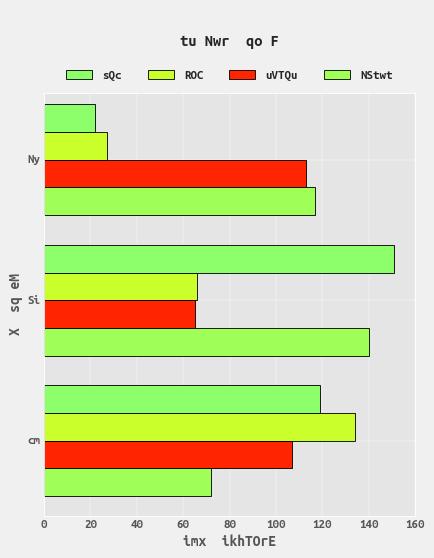 tu Nwr  qo F
sQc ROC uVTQu NStwt
Ny
Si
cm
X  sq eM
0 20 40 60 80 100 120 140 160
imx  ikhTOrE